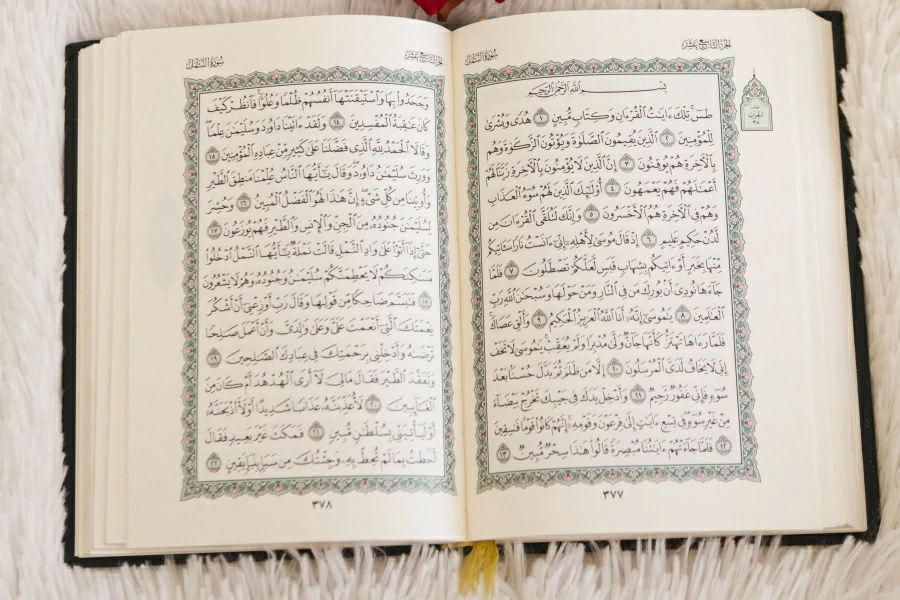 الجزء التاسع عشر سورة النمل
بِسْمِ ٱللَّهِ ٱلرَّحْمَٰنِ ٱلرَّحِيمِ
طسٓ تِلْكَ ءَايَٰتُ ٱلْقُرْءَانِ وَكِتَابٍ مُّبِينٍ ١ هُدًى وَبُشْرَىٰ
لِلْمُؤْمِنِينَ ٢ ٱلَّذِينَ يُقِيمُونَ ٱلصَّلَوٰةَ وَيُؤْتُونَ ٱلزَّكَوٰةَ وَهُم
بِٱلْءَاخِرَةِ هُمْ يُوقِنُونَ ٣ إِنَّ ٱلَّذِينَ لَا يُؤْمِنُونَ بِٱلْءَاخِرَةِ زَيَّنَّا لَهُمْ
أَعْمَٰلَهُمْ فَهُمْ يَعْمَهُونَ ٤ أُو۟لَٰٓئِكَ ٱلَّذِينَ لَهُمْ سُوٓءُ ٱلْعَذَابِ
وَهُمْ فِى ٱلْءَاخِرَةِ هُمُ ٱلْأَخْسَرُونَ ٥ وَإِنَّكَ لَتُلَقَّى ٱلْقُرْءَانَ مِن
لَّدُنْ حَكِيمٍ عَلِيمٍ ٦ إِذْ قَالَ مُوسَىٰ لِأَهْلِهِۦٓ إِنِّىٓ ءَانَسْتُ نَارًا سَـَٔاتِيكُم
مِّنْهَا بِخَبَرٍ أَوْ ءَاتِيكُم بِشِهَابٍ قَبَسٍ لَّعَلَّكُمْ تَصْطَلُونَ ٧ فَلَمَّا
جَآءَهَا نُودِىَ أَنۢ بُورِكَ مَن فِى ٱلنَّارِ وَمَنْ حَوْلَهَا وَسُبْحَٰنَ ٱللَّهِ رَبِّ
ٱلْعَٰلَمِينَ ٨ يَٰمُوسَىٰٓ إِنَّهُۥٓ أَنَا ٱللَّهُ ٱلْعَزِيزُ ٱلْحَكِيمُ ٩ وَأَلْقِ عَصَاكَ
فَلَمَّا رَءَاهَا تَهْتَزُّ كَأَنَّهَا جَآنٌّ وَلَّىٰ مُدْبِرًا وَلَمْ يُعَقِّبْ يَٰمُوسَىٰ لَا تَخَفْ
إِنِّى لَا يَخَافُ لَدَىَّ ٱلْمُرْسَلُونَ ١٠ إِلَّا مَن ظَلَمَ ثُمَّ بَدَّلَ حُسْنًۢا بَعْدَ
سُوٓءٍ فَإِنِّى غَفُورٌ رَّحِيمٌ ١١ وَأَدْخِلْ يَدَكَ فِى جَيْبِكَ تَخْرُجْ بَيْضَآءَ
مِنْ غَيْرِ سُوٓءٍ فِى تِسْعِ ءَايَٰتٍ إِلَىٰ فِرْعَوْنَ وَقَوْمِهِۦٓ إِنَّهُمْ كَانُوا۟ قَوْمًا فَٰسِقِينَ
١٢ فَلَمَّا جَآءَتْهُمْ ءَايَٰتُنَا مُبْصِرَةً قَالُوا۟ هَٰذَا سِحْرٌ مُّبِينٌ ١٣
الحزب
٣٨
٣٧٧
الجزء التاسع عشر سورة النمل
وَجَحَدُوا۟ بِهَا وَٱسْتَيْقَنَتْهَآ أَنفُسُهُمْ ظُلْمًا وَعُلُوًّا فَٱنظُرْ كَيْفَ
كَانَ عَٰقِبَةُ ٱلْمُفْسِدِينَ ١٤ وَلَقَدْ ءَاتَيْنَا دَاوُۥدَ وَسُلَيْمَٰنَ عِلْمًا
وَقَالَا ٱلْحَمْدُ لِلَّهِ ٱلَّذِى فَضَّلَنَا عَلَىٰ كَثِيرٍ مِّنْ عِبَادِهِ ٱلْمُؤْمِنِينَ ١٥
وَوَرِثَ سُلَيْمَٰنُ دَاوُۥدَ وَقَالَ يَٰٓأَيُّهَا ٱلنَّاسُ عُلِّمْنَا مَنطِقَ ٱلطَّيْرِ
وَأُوتِينَا مِن كُلِّ شَىْءٍ إِنَّ هَٰذَا لَهُوَ ٱلْفَضْلُ ٱلْمُبِينُ ١٦ وَحُشِرَ
لِسُلَيْمَٰنَ جُنُودُهُۥ مِنَ ٱلْجِنِّ وَٱلْإِنسِ وَٱلطَّيْرِ فَهُمْ يُوزَعُونَ ١٧
حَتَّىٰٓ إِذَآ أَتَوْا۟ عَلَىٰ وَادِ ٱلنَّمْلِ قَالَتْ نَمْلَةٌ يَٰٓأَيُّهَا ٱلنَّمْلُ ٱدْخُلُوا۟
مَسَٰكِنَكُمْ لَا يَحْطِمَنَّكُمْ سُلَيْمَٰنُ وَجُنُودُهُۥ وَهُمْ لَا يَشْعُرُونَ
١٨ فَتَبَسَّمَ ضَاحِكًا مِّن قَوْلِهَا وَقَالَ رَبِّ أَوْزِعْنِىٓ أَنْ أَشْكُرَ
نِعْمَتَكَ ٱلَّتِىٓ أَنْعَمْتَ عَلَىَّ وَعَلَىٰ وَٰلِدَىَّ وَأَنْ أَعْمَلَ صَٰلِحًا
تَرْضَىٰهُ وَأَدْخِلْنِى بِرَحْمَتِكَ فِى عِبَادِكَ ٱلصَّٰلِحِينَ ١٩
وَتَفَقَّدَ ٱلطَّيْرَ فَقَالَ مَالِىَ لَآ أَرَى ٱلْهُدْهُدَ أَمْ كَانَ مِنَ
ٱلْغَآئِبِينَ ٢٠ لَأُعَذِّبَنَّهُۥ عَذَابًا شَدِيدًا أَوْ لَأَا۟ذْبَحَنَّهُۥٓ
أَوْ لَيَأْتِيَنِّى بِسُلْطَٰنٍ مُّبِينٍ ٢١ فَمَكَثَ غَيْرَ بَعِيدٍ فَقَالَ
أَحَطتُ بِمَا لَمْ تُحِطْ بِهِۦ وَجِئْتُكَ مِن سَبَإٍۭ بِنَبَإٍ يَقِينٍ ٢٢
٣٧٨